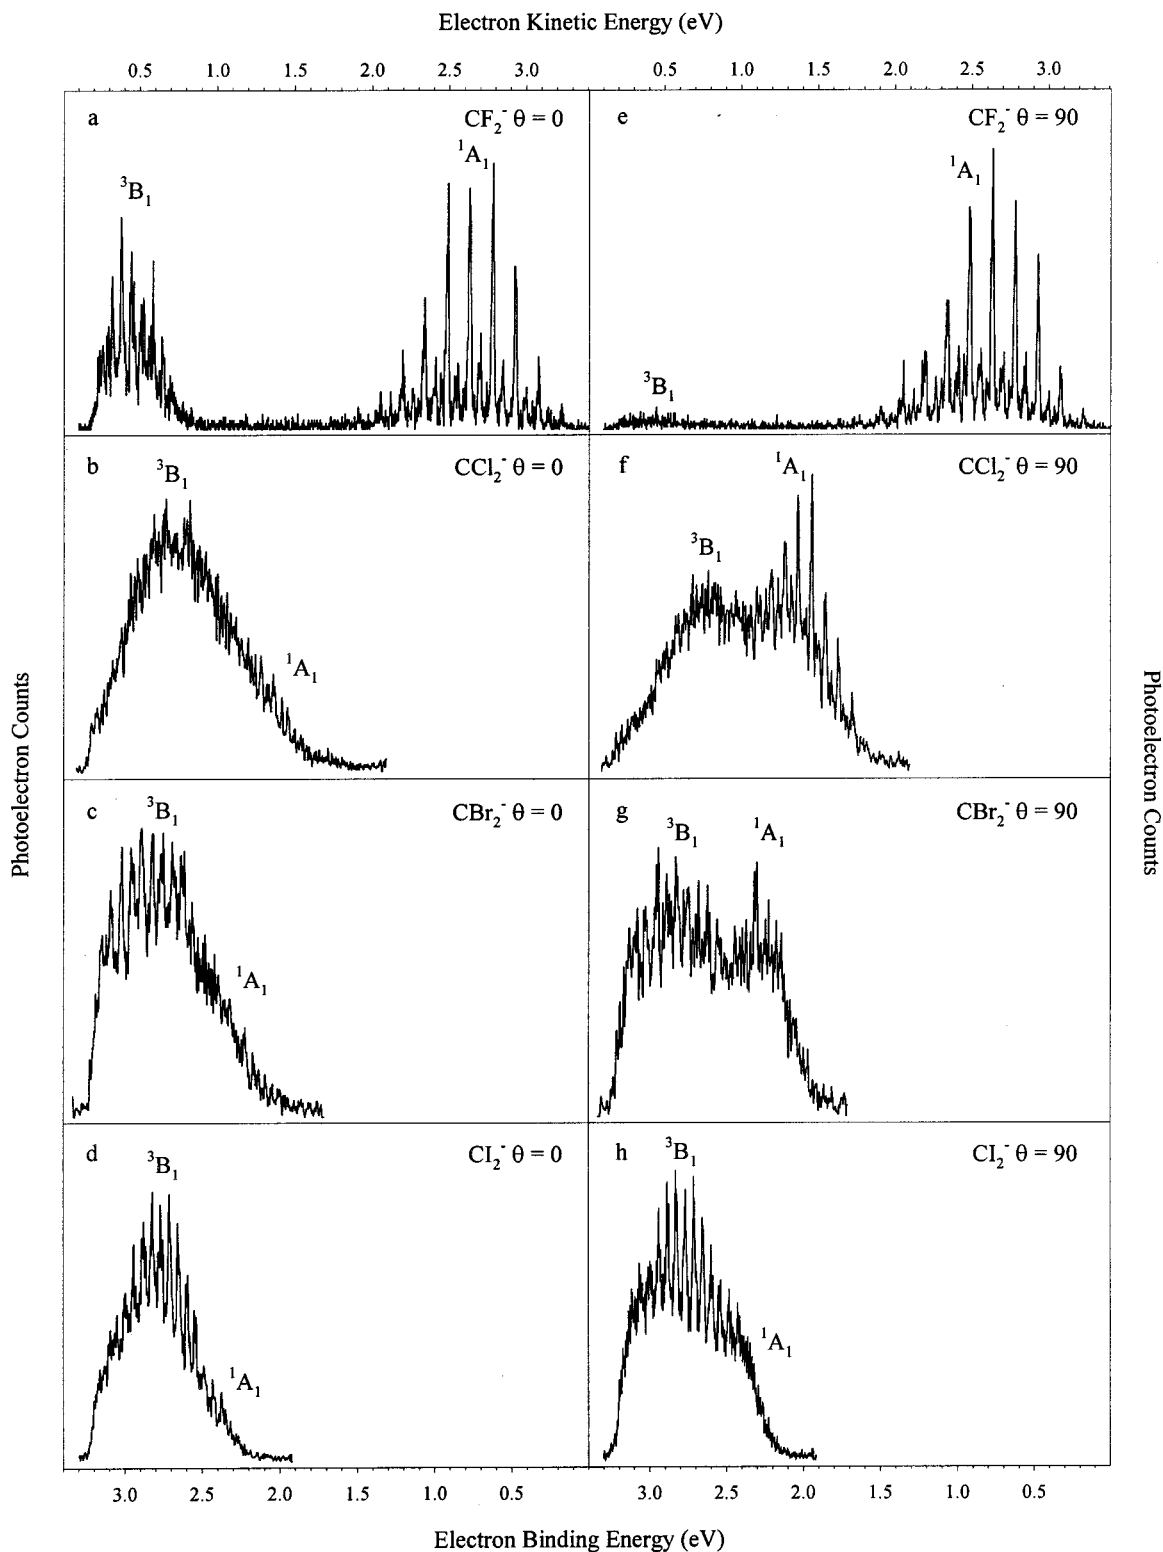 Electron Kinetic Energy (eV)
0.5 1.0 1.5 2.0 2.5 3.0 0.5 1.0 1.5 2.0 2.5 3.0
a CF₂⁻ θ = 0
³B₁
¹A₁
e CF₂⁻ θ = 90
³B₁
¹A₁
b CCl₂⁻ θ = 0
³B₁
¹A₁
f CCl₂⁻ θ = 90
³B₁
¹A₁
c CBr₂⁻ θ = 0
³B₁
¹A₁
g CBr₂⁻ θ = 90
³B₁
¹A₁
d CI₂⁻ θ = 0
³B₁
¹A₁
h CI₂⁻ θ = 90
³B₁
¹A₁
Photoelectron Counts
Photoelectron Counts
3.0 2.5 2.0 1.5 1.0 0.5 3.0 2.5 2.0 1.5 1.0 0.5
Electron Binding Energy (eV)